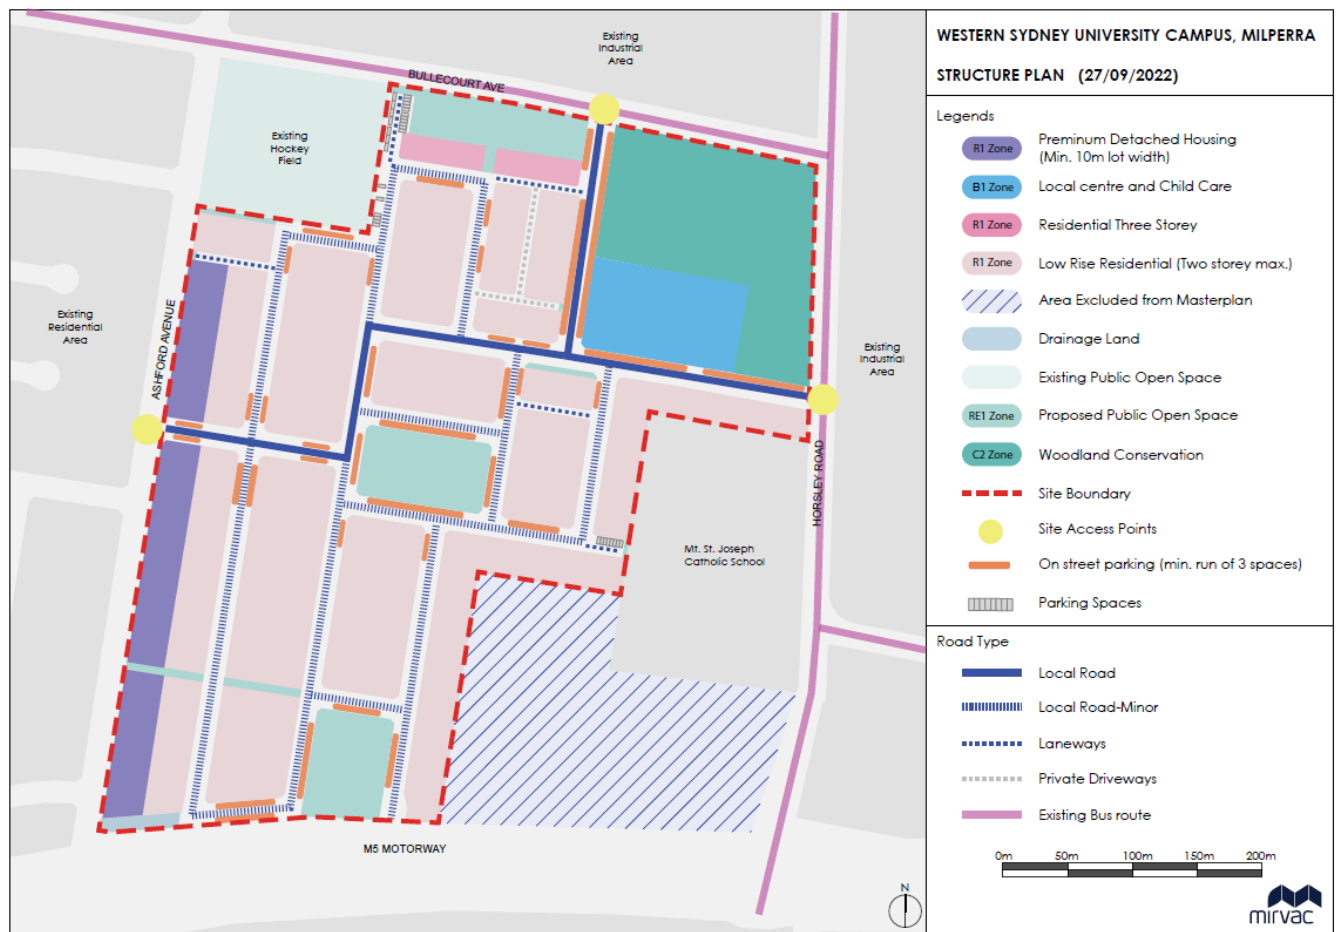 Existing
Industrial
Area
BULLECOURT AVE
Existing
Hockey
Field
ASHFORD AVENUE
Existing
Residential
Area
Existing
Industrial
Area
HORSLEY ROAD
Mt. St. Joseph
Catholic School
M5 MOTORWAY
N
WESTERN SYDNEY UNIVERSITY CAMPUS, MILPERRA
STRUCTURE PLAN (27/09/2022)
Legends
R1 Zone Preminum Detached Housing
(Min. 10m lot width)
B1 Zone Local centre and Child Care
R1 Zone Residential Three Storey
R1 Zone Low Rise Residential (Two storey max.)
Area Excluded from Masterplan
Drainage Land
Existing Public Open Space
RE1 Zone Proposed Public Open Space
C2 Zone Woodland Conservation
Site Boundary
Site Access Points
On street parking (min. run of 3 spaces)
Parking Spaces
Road Type
Local Road
Local Road-Minor
Laneways
Private Driveways
Existing Bus route
0m 50m 100m 150m 200m
mirvac